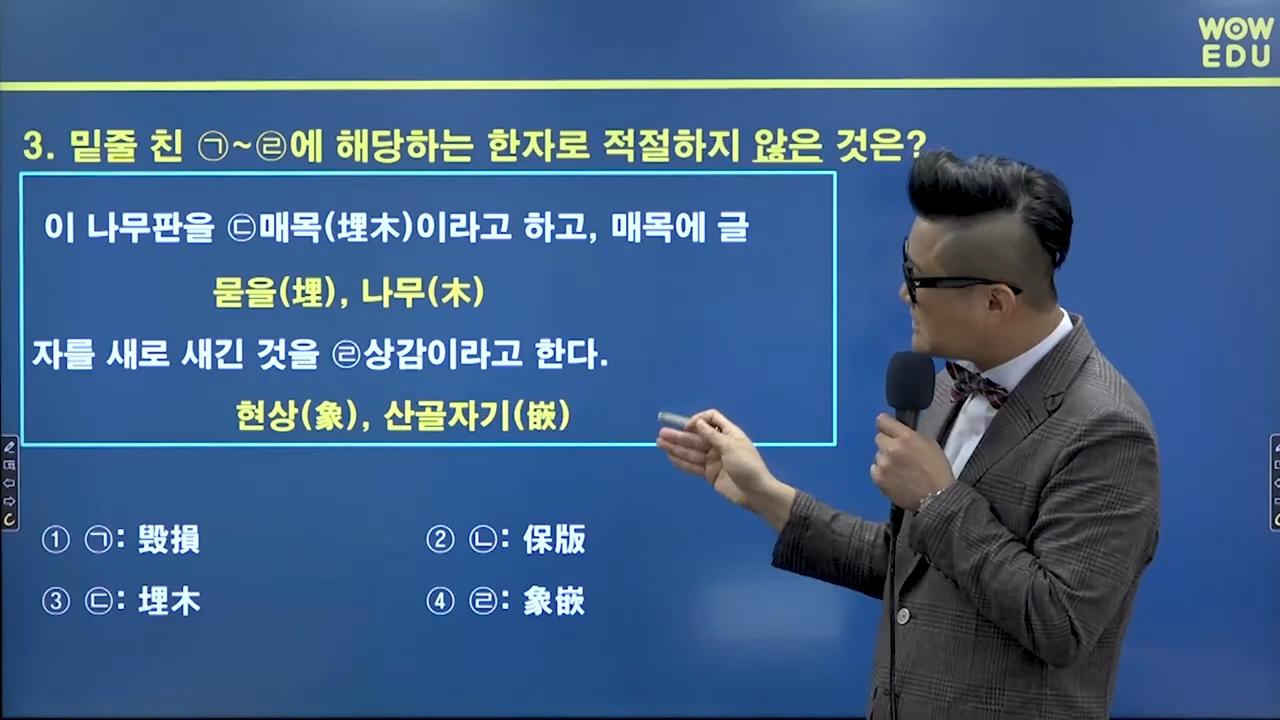 WOW
EDU
3. 밑줄 친 ㉠~㉣에 해당하는 한자로 적절하지 않은 것은?
이 나무판을 ㉢매목(埋木)이라고 하고, 매목에 글
묻을(埋), 나무(木)
자를 새로 새긴 것을 ㉣상감이라고 한다.
현상(象), 산골자기(嵌)
① ㉠: 毁損
② ㉡: 保版
③ ㉢: 埋木
④ ㉣: 象嵌